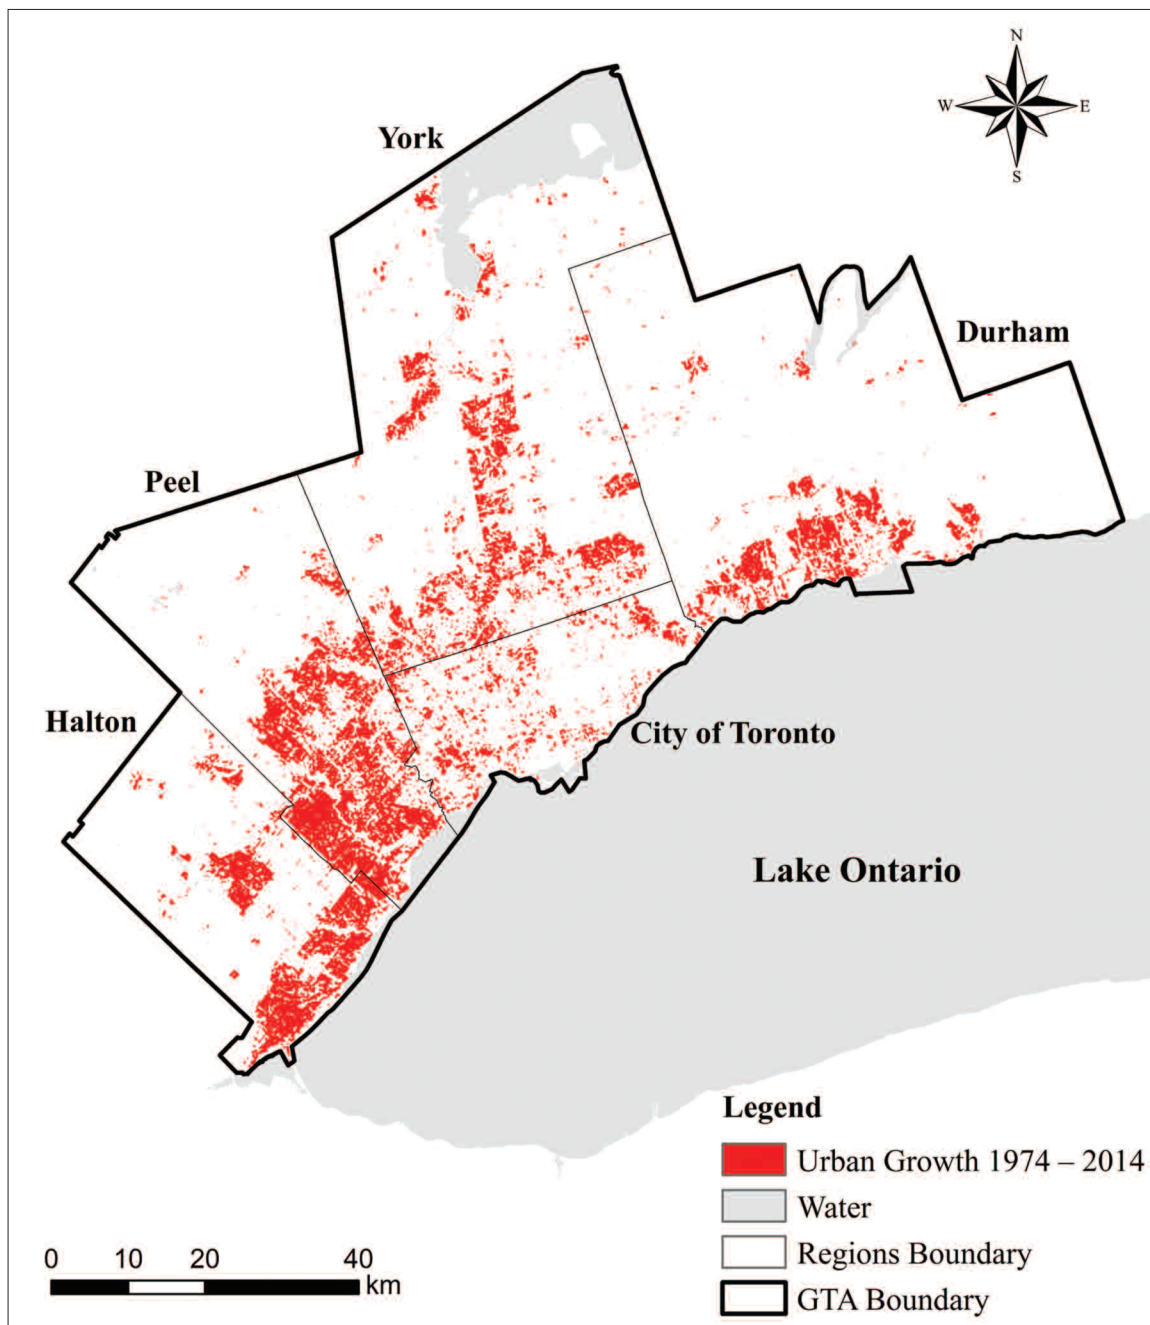 N
W E
S
York
Durham
Peel
Halton
City of Toronto
Lake Ontario
Legend
Urban Growth 1974 – 2014
Water
Regions Boundary
GTA Boundary
0 10 20 40
km